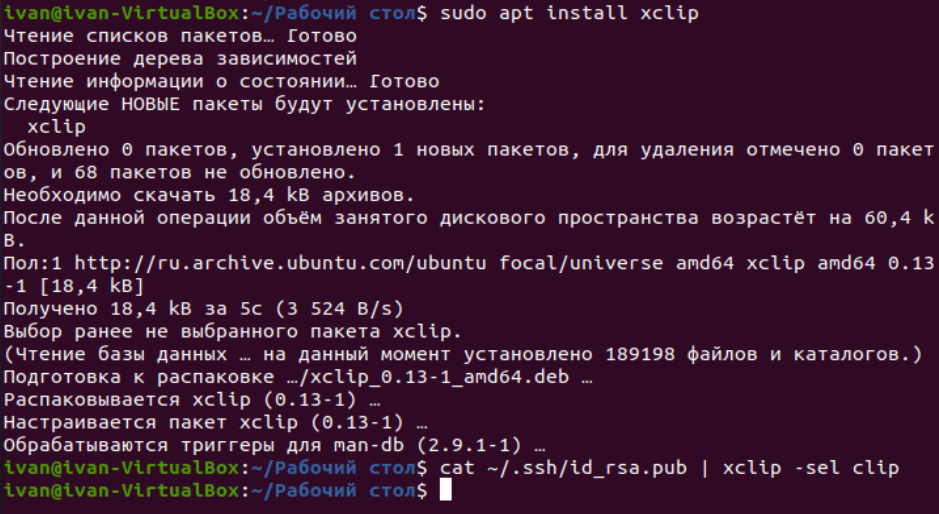 ivan@ivan-VirtualBox:~/Рабочий стол$ sudo apt install xclip
Чтение списков пакетов… Готово
Построение дерева зависимостей
Чтение информации о состоянии… Готово
Следующие НОВЫЕ пакеты будут установлены:
  xclip
Обновлено 0 пакетов, установлено 1 новых пакетов, для удаления отмечено 0 пакет
ов, и 68 пакетов не обновлено.
Необходимо скачать 18,4 kB архивов.
После данной операции объём занятого дискового пространства возрастёт на 60,4 k
B.
Пол:1 http://ru.archive.ubuntu.com/ubuntu focal/universe amd64 xclip amd64 0.13
-1 [18,4 kB]
Получено 18,4 kB за 5с (3 524 B/s)
Выбор ранее не выбранного пакета xclip.
(Чтение базы данных … на данный момент установлено 189198 файлов и каталогов.)
Подготовка к распаковке …/xclip_0.13-1_amd64.deb …
Распаковывается xclip (0.13-1) …
Настраивается пакет xclip (0.13-1) …
Обрабатываются триггеры для man-db (2.9.1-1) …
ivan@ivan-VirtualBox:~/Рабочий стол$ cat ~/.ssh/id_rsa.pub | xclip -sel clip
ivan@ivan-VirtualBox:~/Рабочий стол$